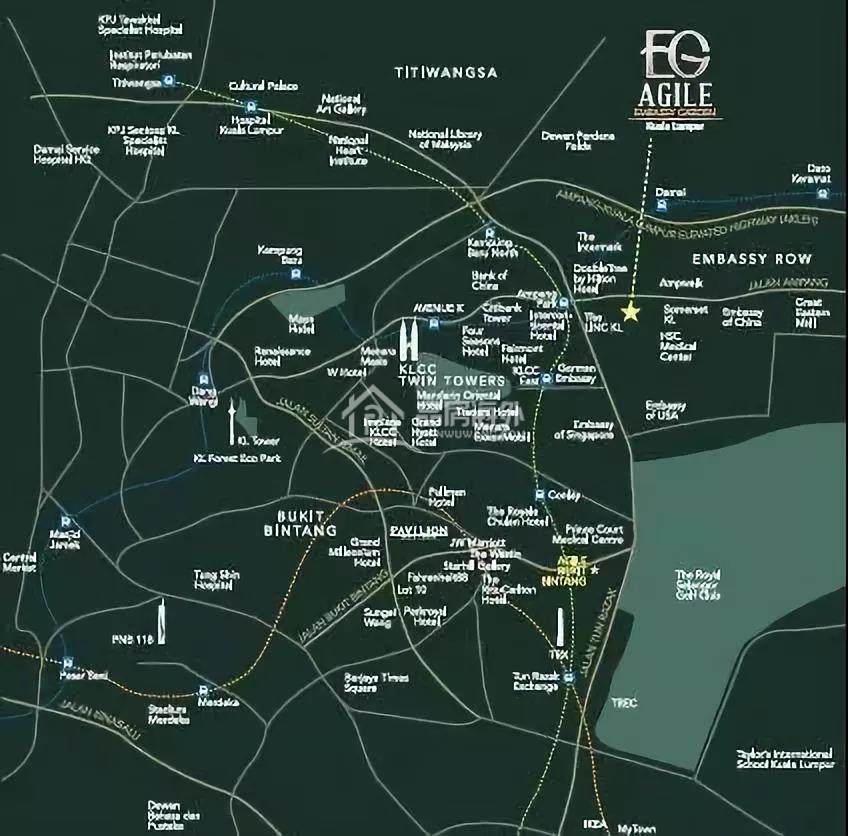 KPJ Tawakkal
Specialist Hospital
Institut Perubatan
Respiratori
Titiwangsa
Cultural Palace
TITIWANGSA
EG
AGILE
EMBASSY GARDEN
Kuala Lumpur
National
Art Gallery
Hospital
Kuala Lumpur
KPJ Sentosa KL
Specialist
Hospital
National
Heart
Institute
National Library
of Malaysia
Dewan Perdana
Felda
Damai Service
Hospital HQ
Dato
Keramat
Damai
AMPANG-KUALA LUMPUR ELEVATED HIGHWAY (AKLEH)
Kampung
Baru
Kampung
Baru North
The
Intermark
EMBASSY ROW
DoubleTree
by Hilton
Hotel
Bank of
China
Ampwalk
JALAN AMPANG
Ampang
Park
AVENUE K
Citibank
Tower
The
LINC KL
Somerset
KL
Embassy
of China
Great
Eastern
Mall
Maya
Hotel
Four
Seasons
Hotel
Fairmont
Hotel
NSC
Medical
Center
Renaissance
Hotel
Menara
Maxis
W Hotel
KLCC
TWIN TOWERS
KLCC
East
German
Embassy
Dang
Wangi
Mandarin Oriental
Hotel
Traders Hotel
Embassy
of USA
JALAN SULTAN ISMAIL
KL Tower
KL Forest Eco Park
Impiana
KLCC
Hotel
Grand
Hyatt
Hotel
Menara
ExxonMobil
Embassy
of Singapore
Pullman
Hotel
Conlay
BUKIT
BINTANG
PAVILION
The Royale
Chulan Hotel
Prince Court
Medical Centre
Masjid
Jamek
Central
Market
Grand
Millennium
Hotel
JW Marriott
The Westin
Starhill Gallery
AGILE
BUKIT
BINTANG
Tung Shin
Hospital
Fahrenheit88
Lot 10
The
Ritz-Carlton
Hotel
The Royal
Selangor
Golf Club
JALAN BUKIT BINTANG
Sungei
Wang
Parkroyal
Hotel
JALAN TUN RAZAK
PNB 118
TRX
Pasar Seni
Merdeka
Stadium
Merdeka
Berjaya Times
Square
Tun Razak
Exchange
TREC
JALAN KINABALU
Taylor's International
School Kuala Lumpur
Dewan
Bahasa dan
Pustaka
IKEA
MyTown